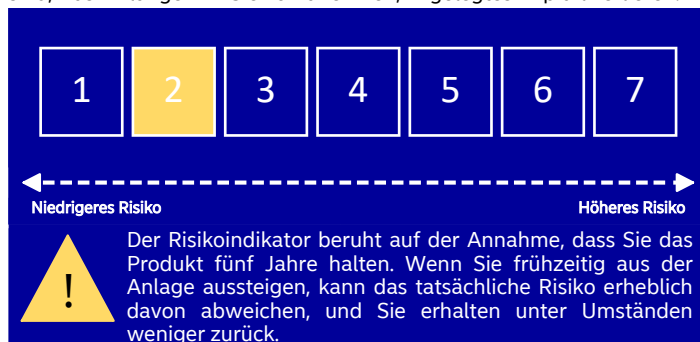 1 2 3 4 5 6 7
Niedrigeres Risiko Höheres Risiko
Der Risikoindikator beruht auf der Annahme, dass Sie das
Produkt fünf Jahre halten. Wenn Sie frühzeitig aus der
Anlage aussteigen, kann das tatsächliche Risiko erheblich
davon abweichen, und Sie erhalten unter Umständen
weniger zurück.
!